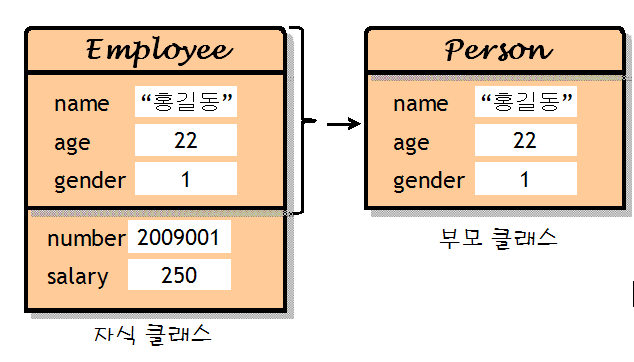 Employee
name "홍길동"
age 22
gender 1
number 2009001
salary 250
자식 클래스
Person
name "홍길동"
age 22
gender 1
부모 클래스